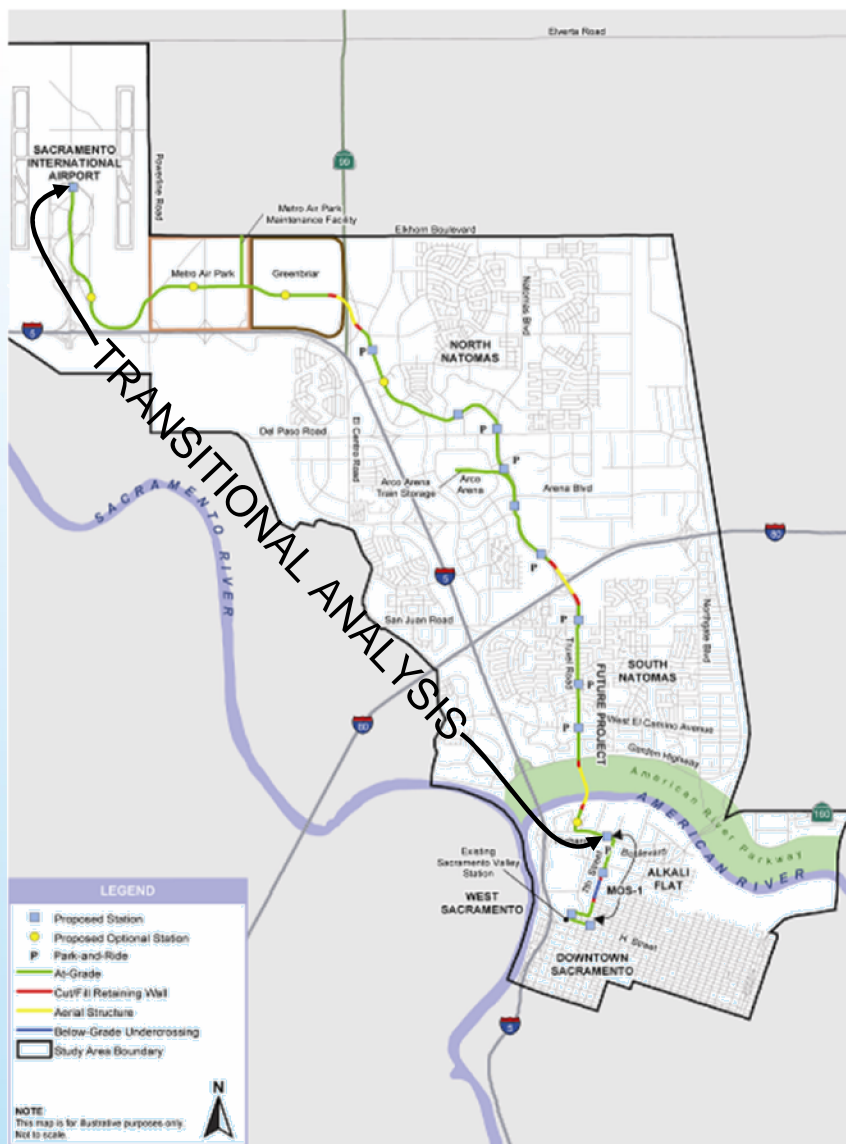 Elverta Road
SACRAMENTO
INTERNATIONAL
AIRPORT
Powerline Road
99
Metro Air Park
Maintenance Facility
Elkhorn Boulevard
Metro Air Park
Greenbriar
Natomas Blvd
5
NORTH
NATOMAS
P
Del Paso Road
El Centro Road
P
P
Arco Arena
Train Storage
Arco
Arena
Arena Blvd
SACRAMENTO RIVER
TRANSITIONAL ANALYSIS
80
P
5
San Juan Road
P
Truxel Road
Northgate Blvd
SOUTH
NATOMAS
FUTURE PROJECT
P
80
P
West El Camino Avenue
Garden Highway
American River Parkway
AMERICAN RIVER
160
P
Boulevard
Existing
Sacramento Valley
Station
7th Street
ALKALI
FLAT
MOS-1
WEST
SACRAMENTO
H Street
DOWNTOWN
SACRAMENTO
5
LEGEND
Proposed Station
Proposed Optional Station
P Park-and-Ride
At-Grade
Cut/Fill Retaining Wall
Aerial Structure
Below-Grade Undercrossing
Study Area Boundary
N
NOTE
This map is for illustrative purposes only.
Not to scale.